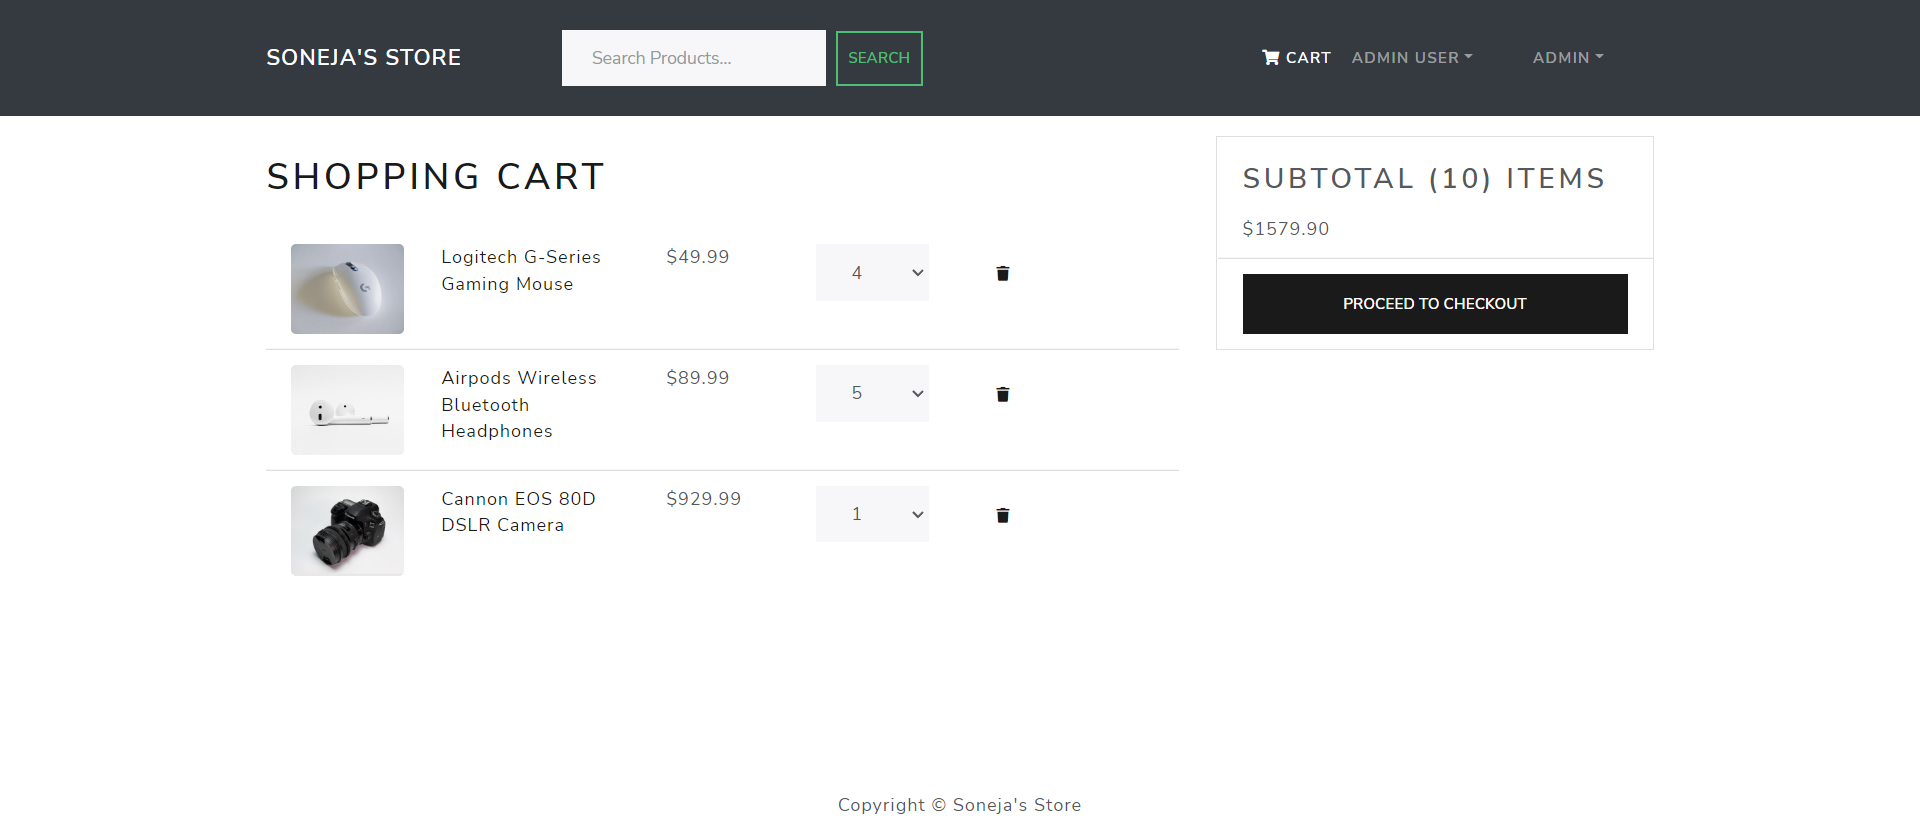 SONEJA'S STORE
Search Products...
SEARCH
CART
ADMIN USER
ADMIN
SHOPPING CART
Logitech G-Series
Gaming Mouse
$49.99
4
Airpods Wireless
Bluetooth
Headphones
$89.99
5
Cannon EOS 80D
DSLR Camera
$929.99
1
SUBTOTAL (10) ITEMS
$1579.90
PROCEED TO CHECKOUT
Copyright © Soneja's Store